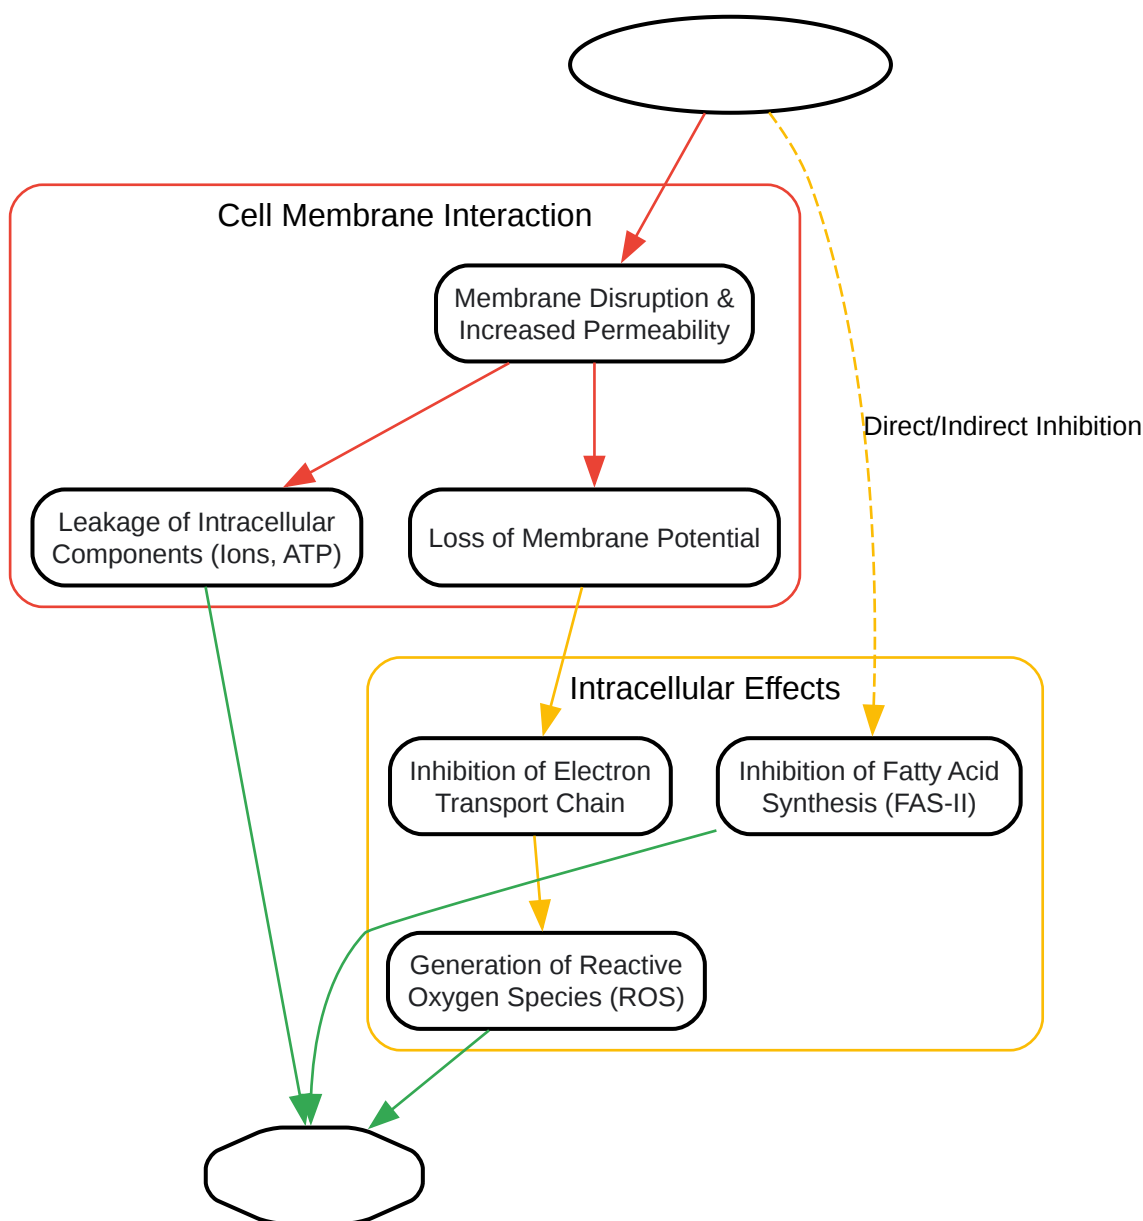 Cell Membrane Interaction
Membrane Disruption &
Increased Permeability
Direct/Indirect Inhibition
Leakage of Intracellular
Components (Ions, ATP)
Loss of Membrane Potential
Intracellular Effects
Inhibition of Electron
Transport Chain
Inhibition of Fatty Acid
Synthesis (FAS-II)
Generation of Reactive
Oxygen Species (ROS)